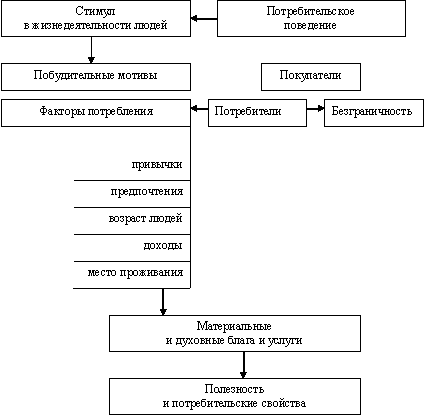 Стимул
в жизнедеятельности людей
Потребительское
поведение
Побудительные мотивы
Покупатели
Факторы потребления
Потребители
Безграничность
привычки
предпочтения
возраст людей
доходы
место проживания
Материальные
и духовные блага и услуги
Полезность
и потребительские свойства